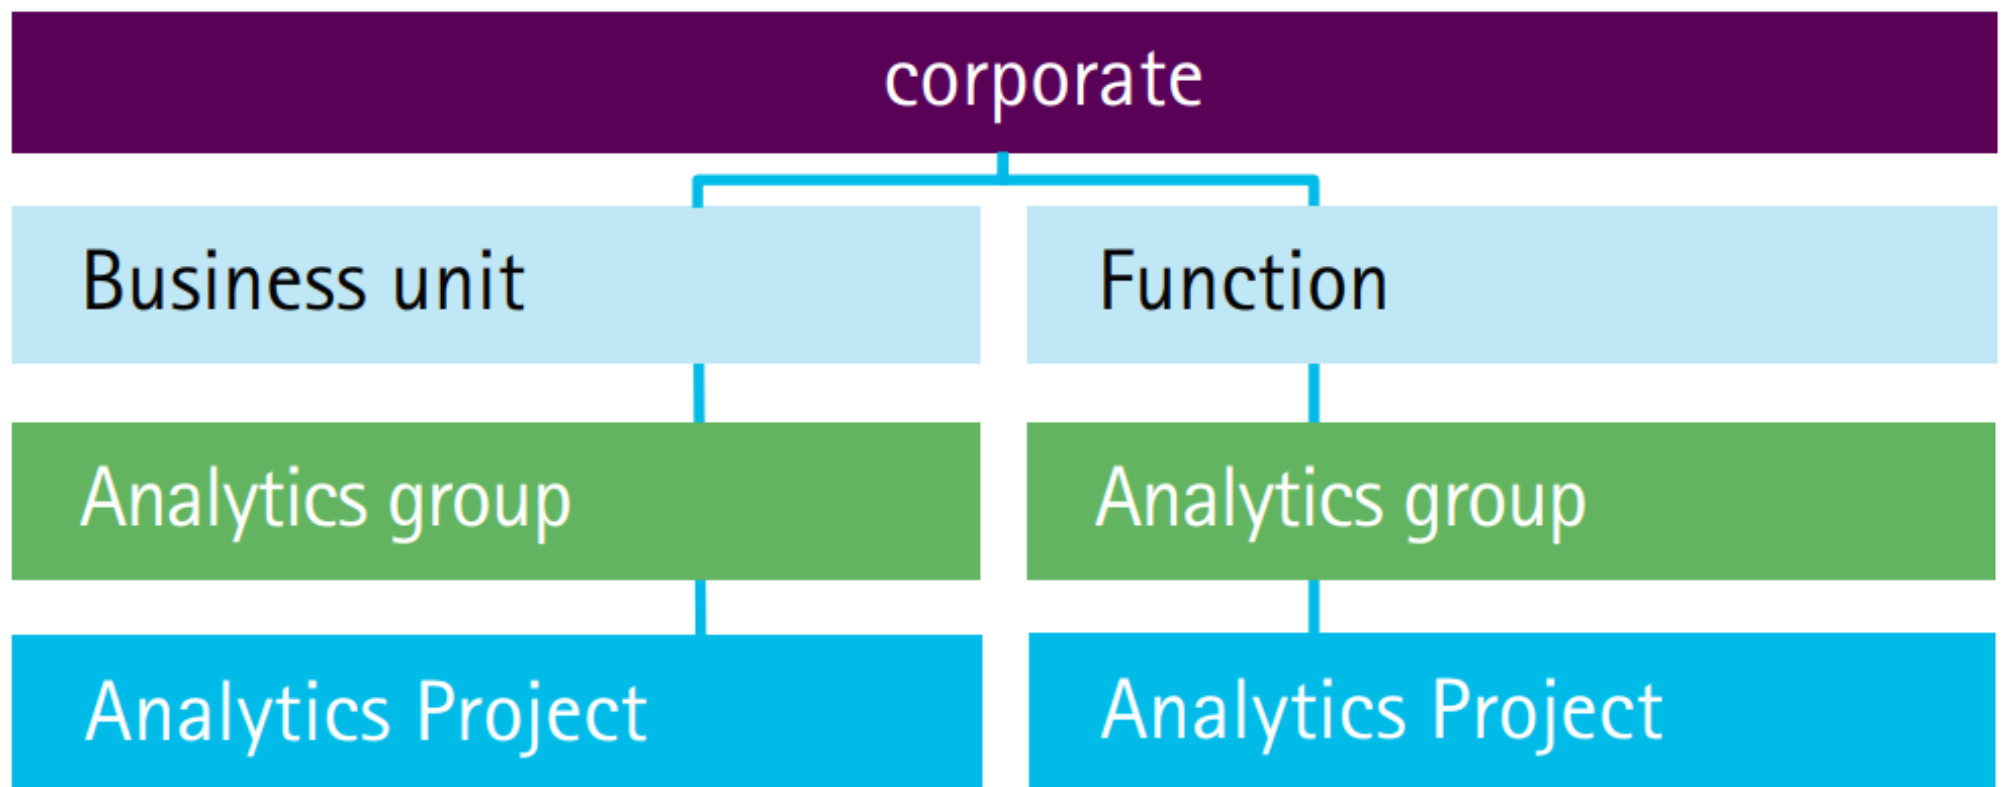 corporate
Business unit
Function
Analytics group
Analytics group
Analytics Project
Analytics Project